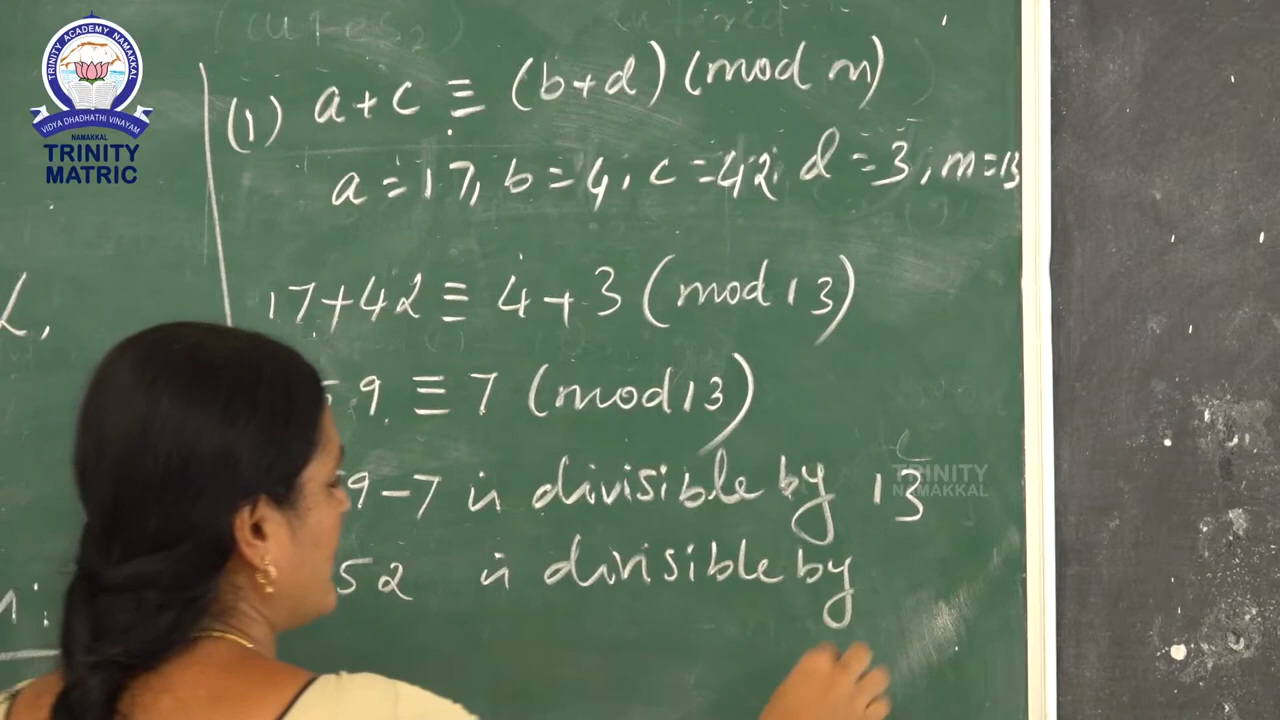 TRINITY ACADEMY NAMAKKAL
VIDYA DHADHATHI VINAYAM
NAMAKKAL
TRINITY
MATRIC
(1) a+c ≡ (b+d) (mod m)
a=17, b=4, c=42, d=3, m=13
17+42 ≡ 4+3 (mod 13)
59 ≡ 7 (mod 13)
9-7 is divisible by 13
52 is divisible by
TRINITY
NAMAKKAL